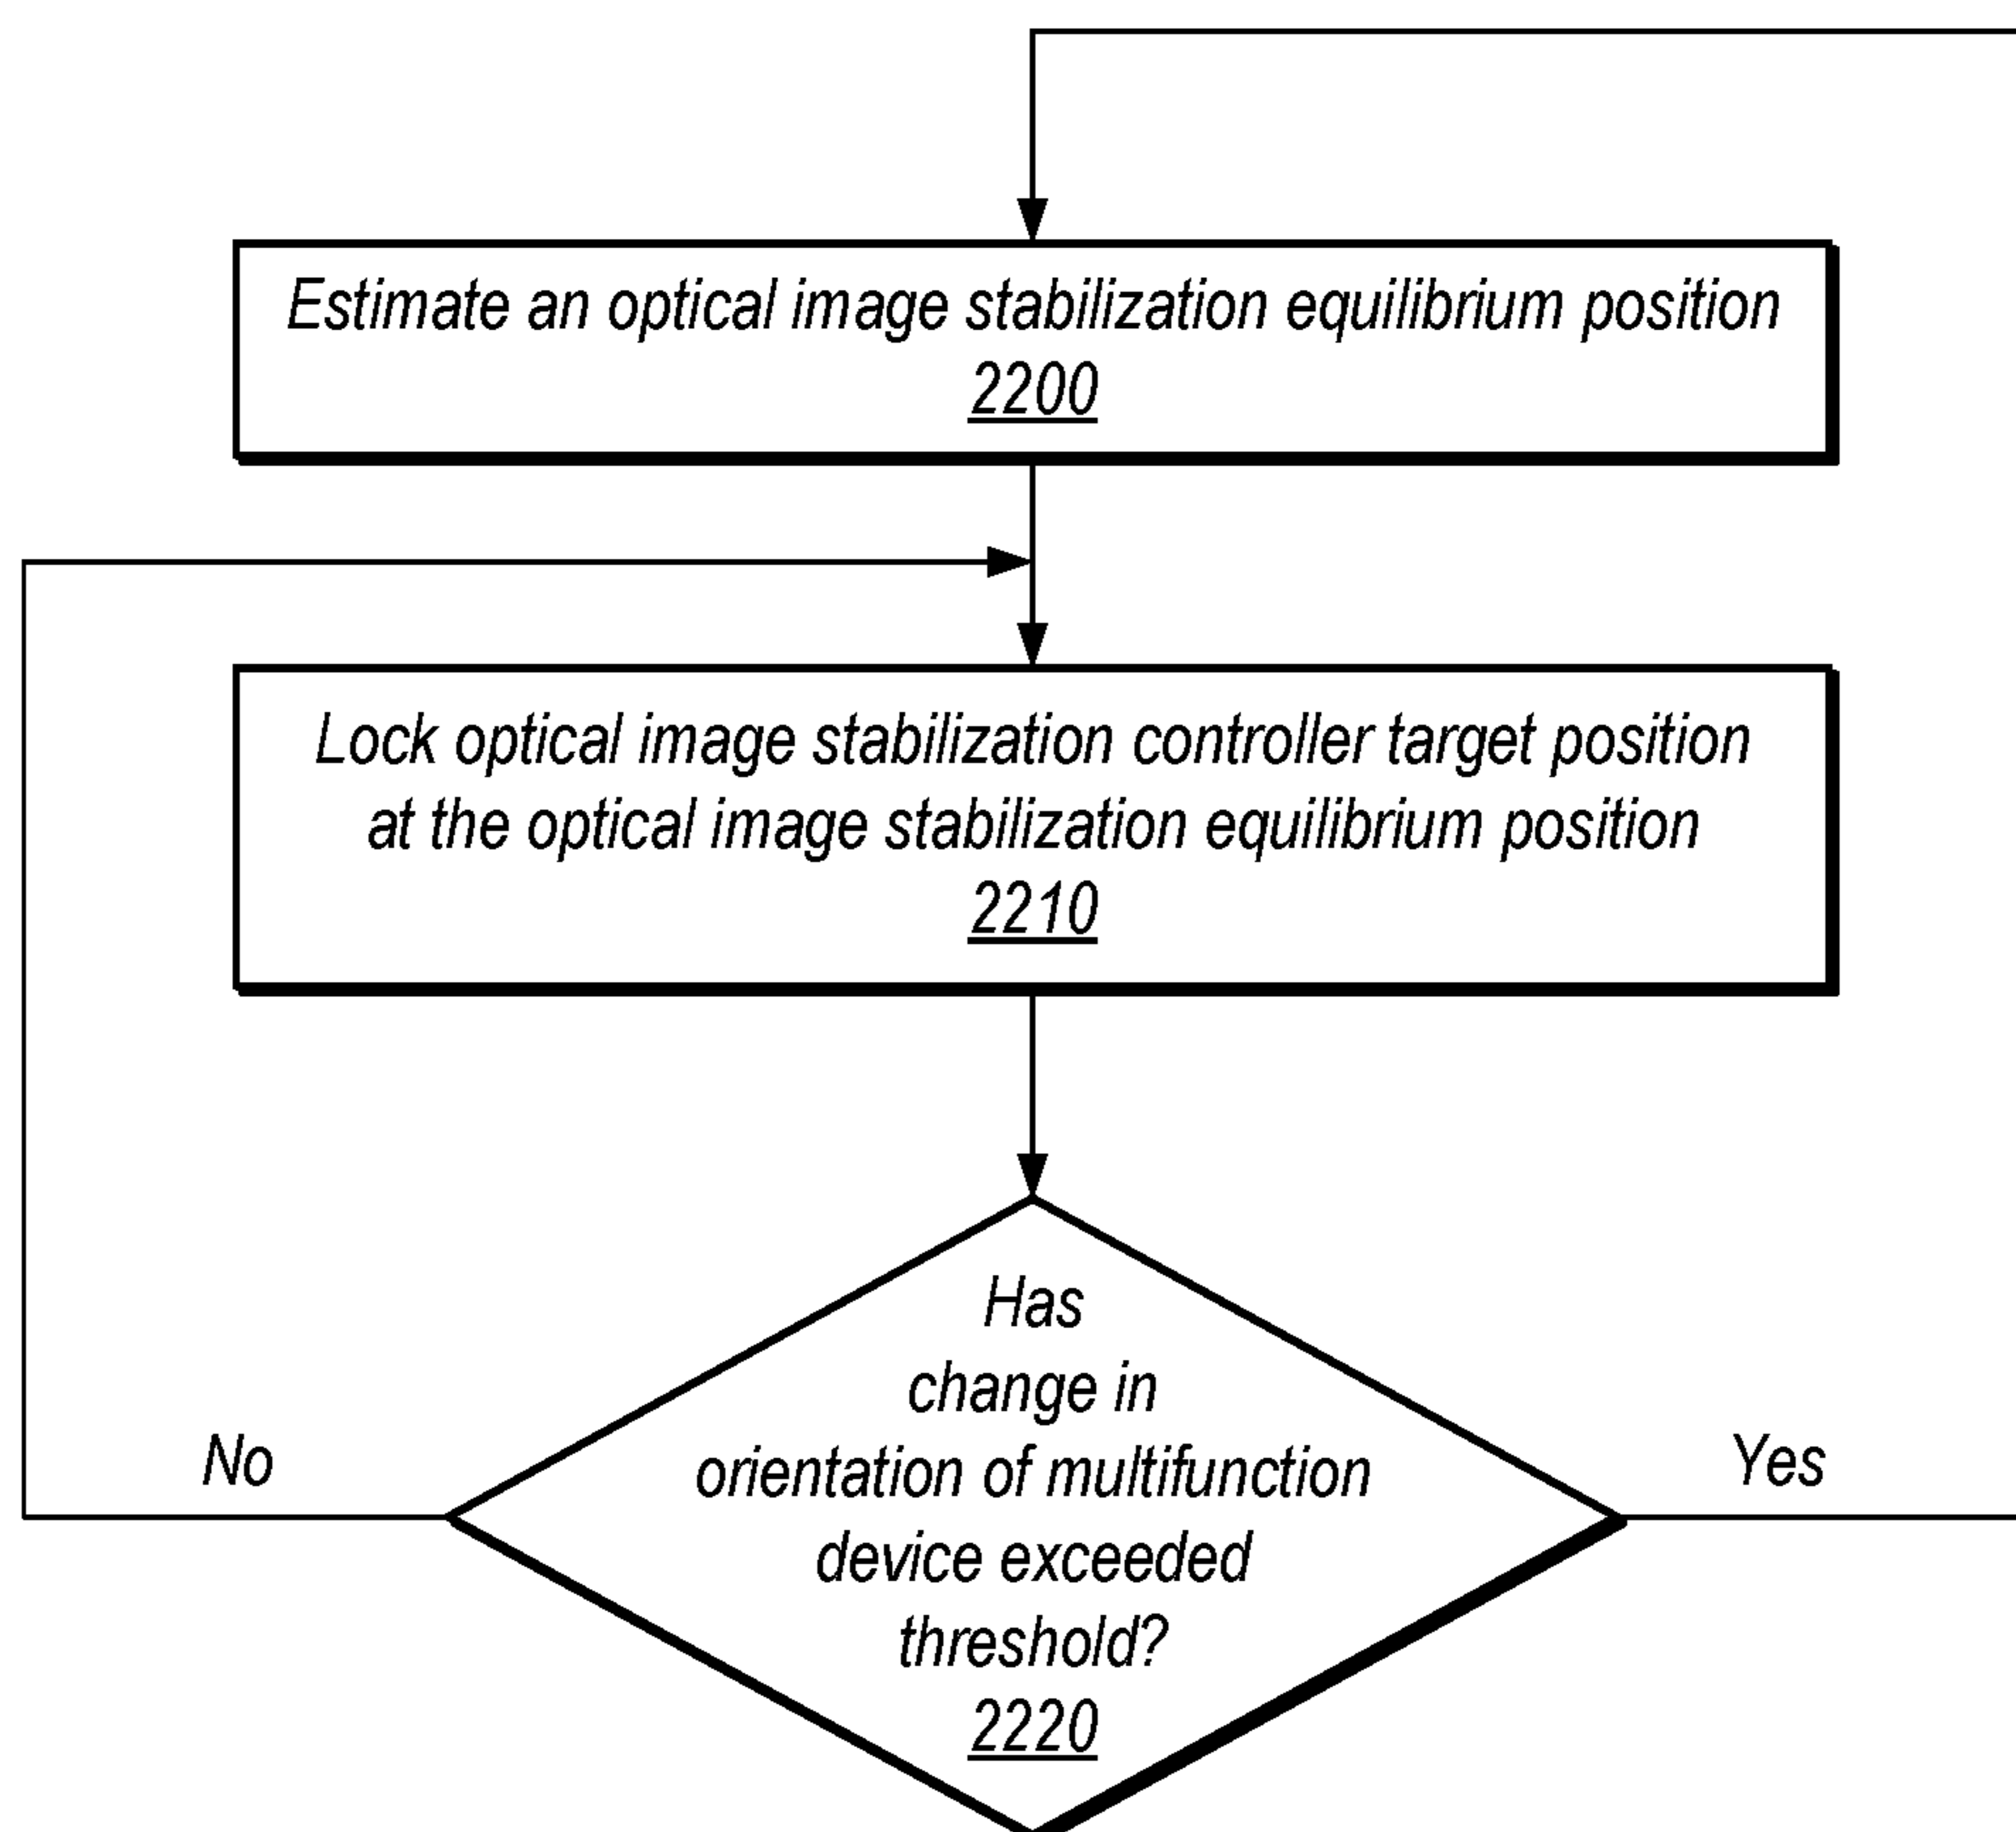 Estimate an optical image stabilization equilibrium position
2200
Lock optical image stabilization controller target position
at the optical image stabilization equilibrium position
2210
Has
change in
orientation of multifunction
device exceeded
threshold?
2220
No
Yes